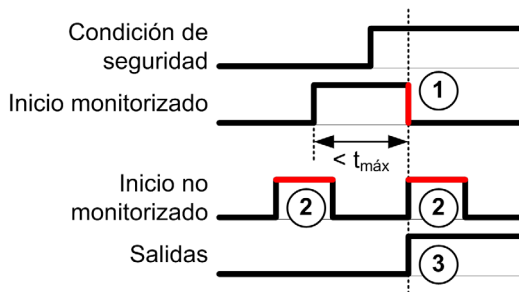 Condición de
seguridad
Inicio monitorizado
1
< tmáx
Inicio no
monitorizado
2
2
Salidas
3